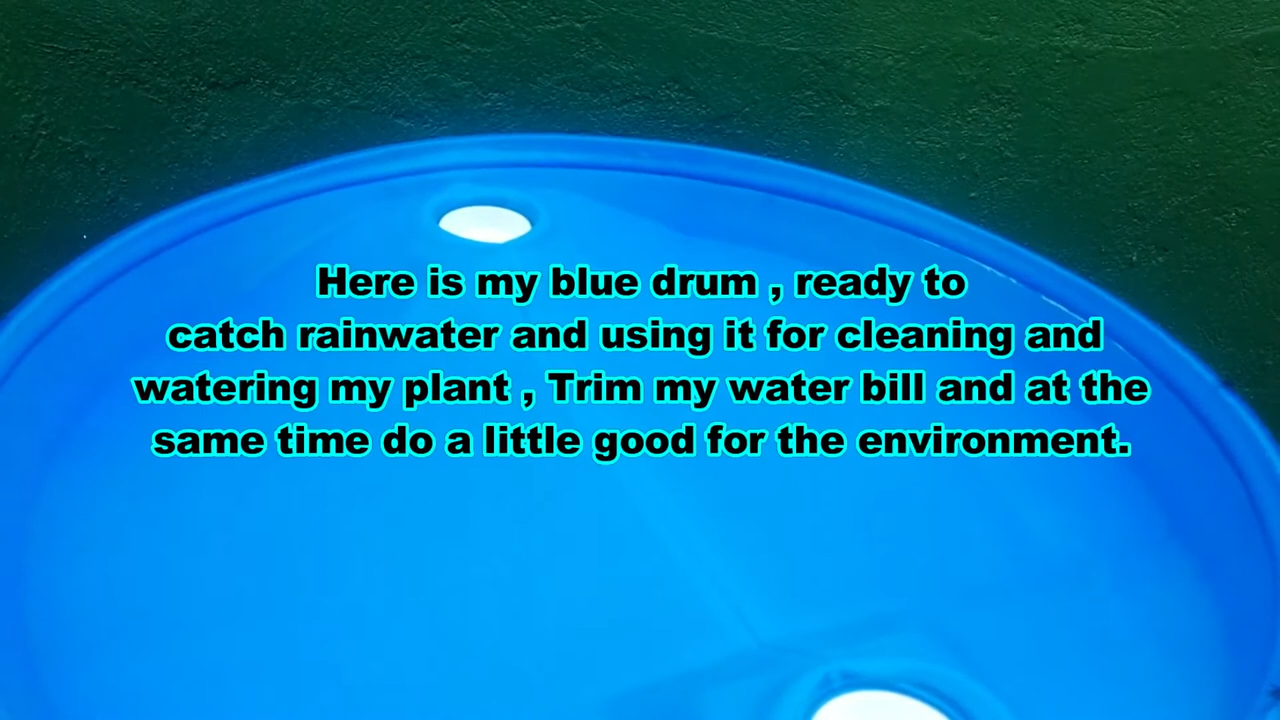 Here is my blue drum , ready to
catch rainwater and using it for cleaning and
watering my plant , Trim my water bill and at the
same time do a little good for the environment.